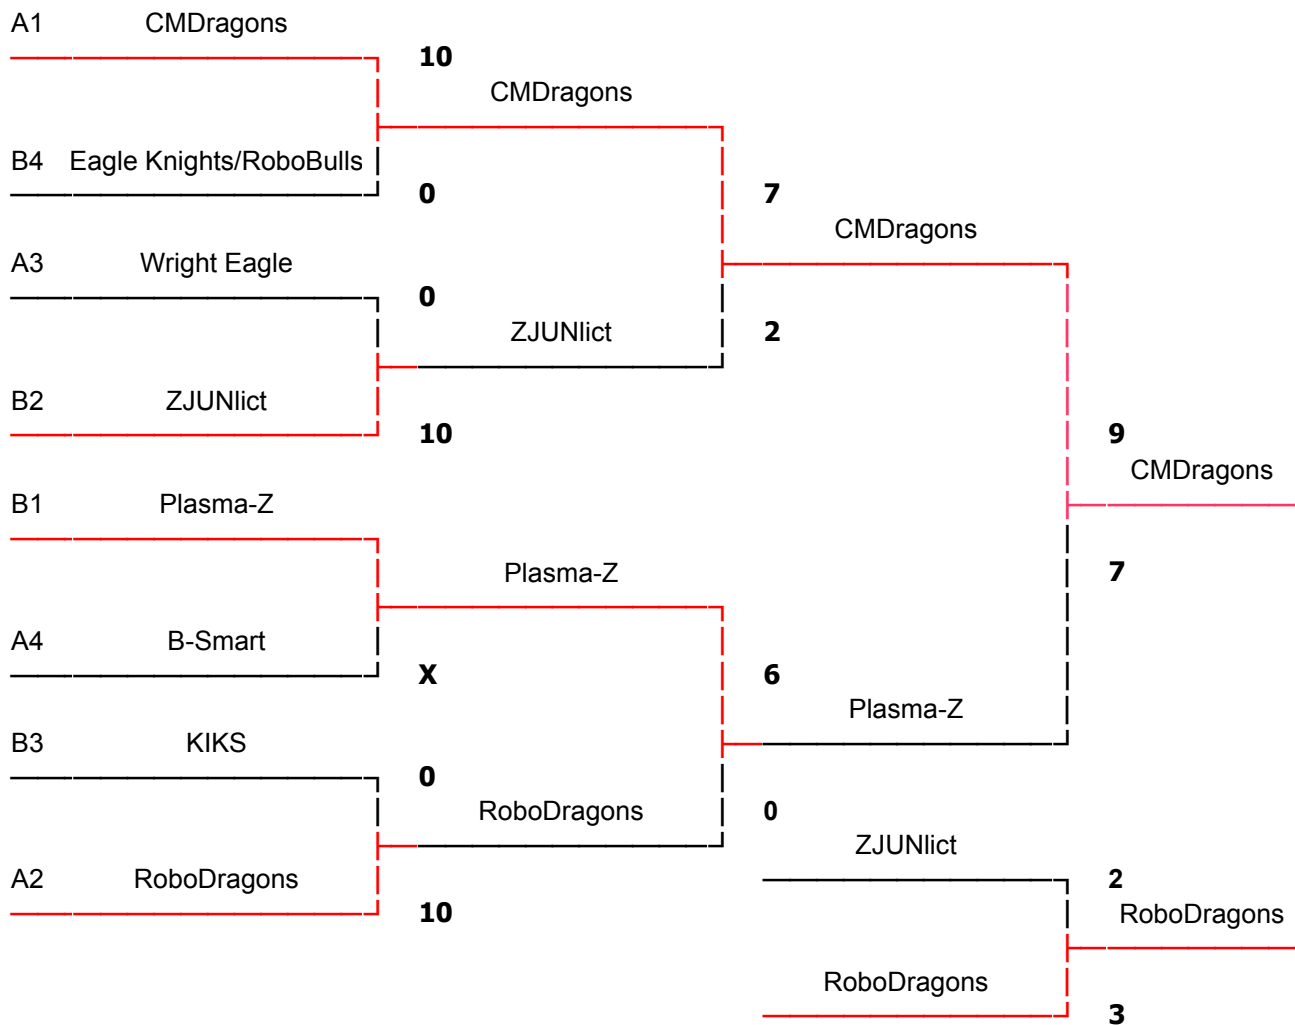 A1 CMDragons
10
CMDragons
B4 Eagle Knights/RoboBulls
0
7
CMDragons
A3 Wright Eagle
0
ZJUNlict
2
B2 ZJUNlict
10
9
CMDragons
B1 Plasma-Z
Plasma-Z
7
A4 B-Smart
X
6
Plasma-Z
B3 KIKS
0
RoboDragons
0
ZJUNlict
A2 RoboDragons
2
10
RoboDragons
RoboDragons
3